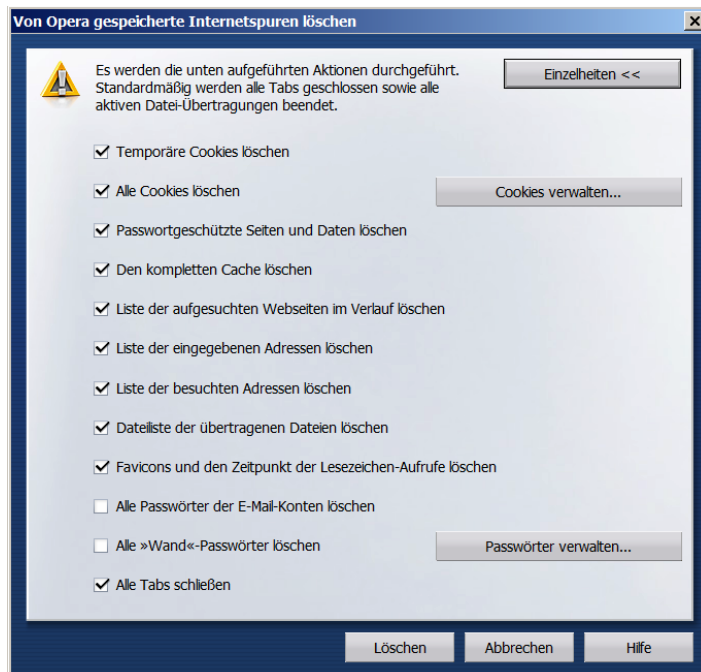 Von Opera gespeicherte Internetspuren löschen
Es werden die unten aufgeführten Aktionen durchgeführt.
Standardmäßig werden alle Tabs geschlossen sowie alle
aktiven Datei-Übertragungen beendet.
Einzelheiten <<
Temporäre Cookies löschen
Alle Cookies löschen
Cookies verwalten...
Passwortgeschützte Seiten und Daten löschen
Den kompletten Cache löschen
Liste der aufgesuchten Webseiten im Verlauf löschen
Liste der eingegebenen Adressen löschen
Liste der besuchten Adressen löschen
Dateiliste der übertragenen Dateien löschen
Favicons und den Zeitpunkt der Lesezeichen-Aufrufe löschen
Alle Passwörter der E-Mail-Konten löschen
Alle »Wand«-Passwörter löschen
Passwörter verwalten...
Alle Tabs schließen
Löschen
Abbrechen
Hilfe